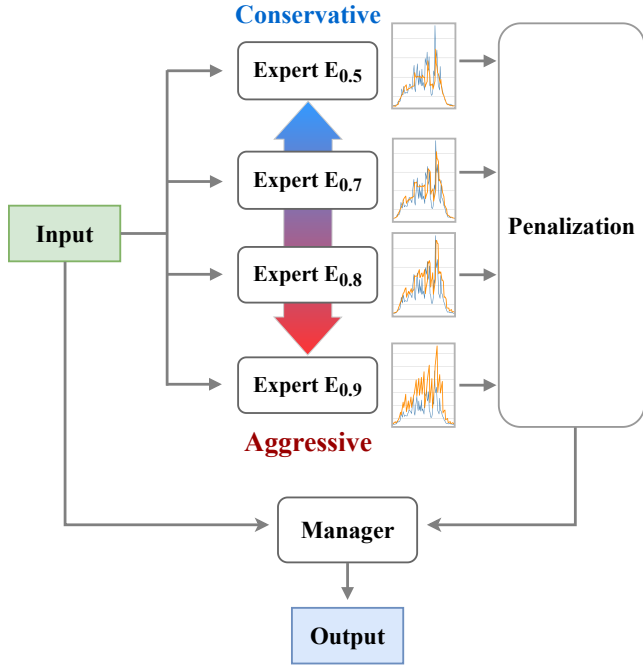 Conservative
Expert E0.5
Expert E0.7
Input
Penalization
Expert E0.8
Expert E0.9
Aggressive
Manager
Output